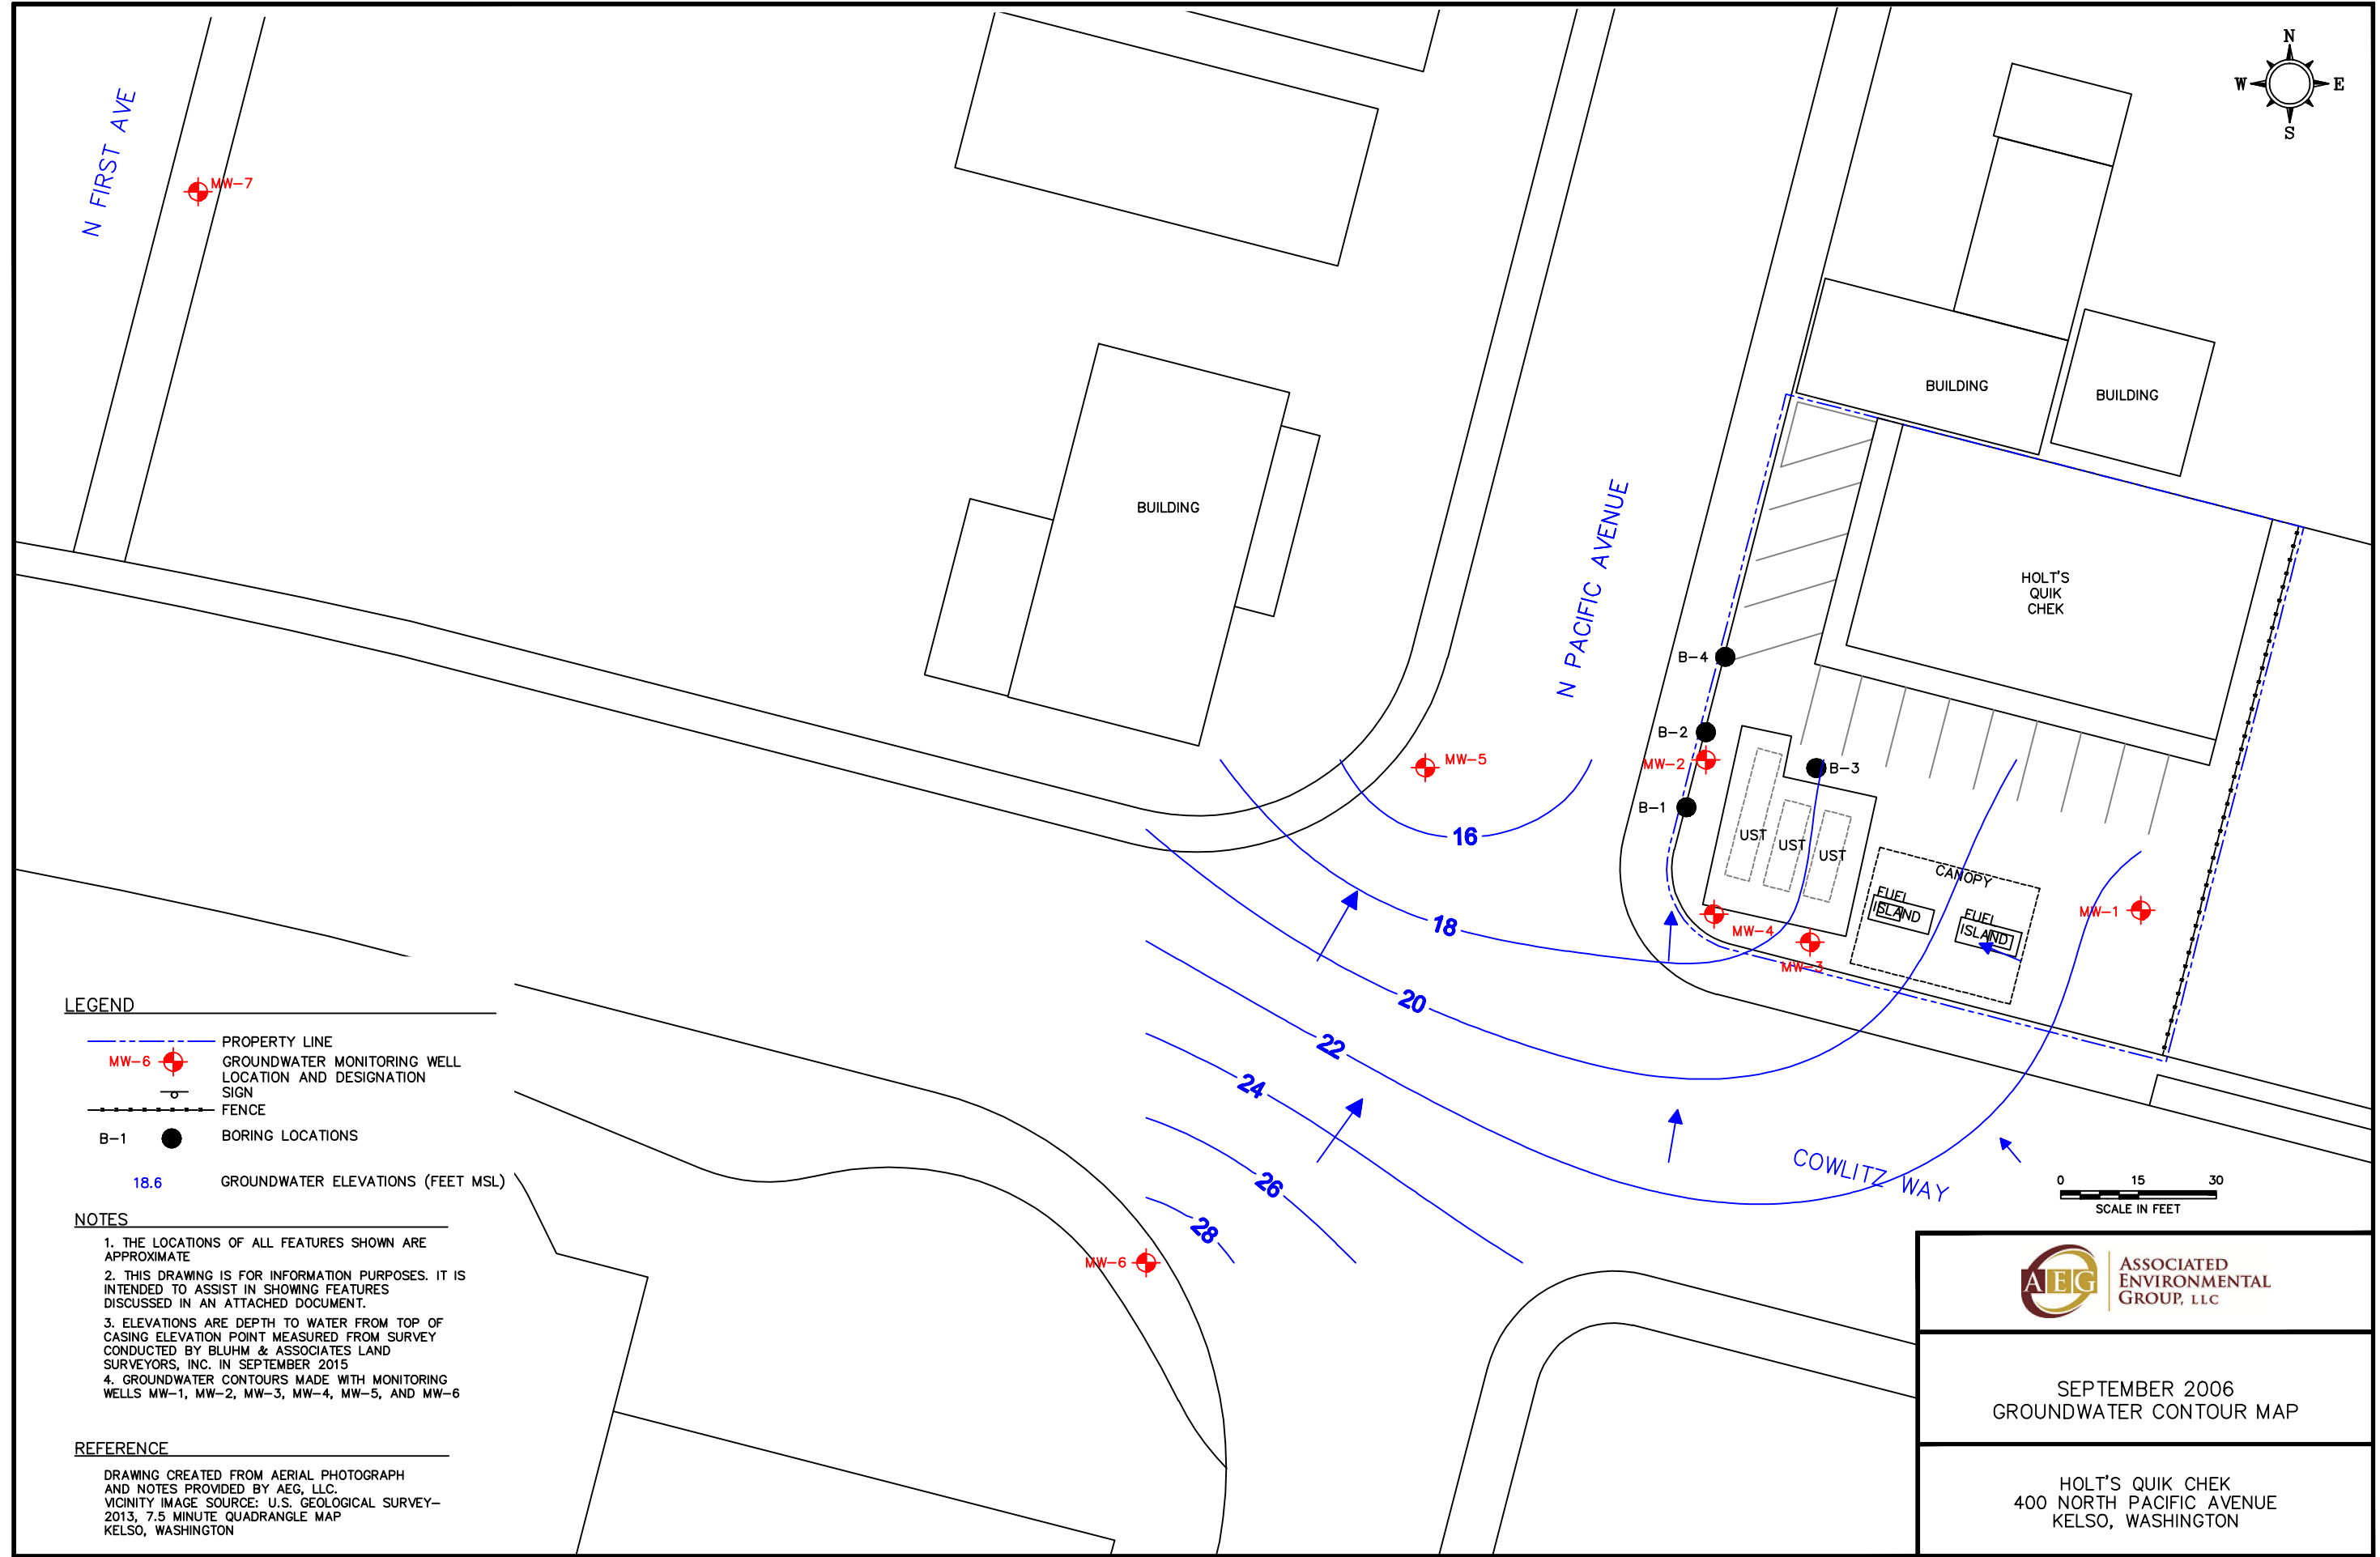 N
W
E
S
N FIRST AVE
MW-7
BUILDING
BUILDING
BUILDING
HOLT'S
QUIK
CHEK
N PACIFIC AVENUE
B-4
B-2
MW-2
MW-5
B-3
B-1
16
UST
UST
UST
CANOPY
FUEL
ISLAND
FUEL
ISLAND
MW-1
MW-4
MW-3
18
20
22
24
26
28
MW-6
COWLITZ WAY
0 15 30
SCALE IN FEET
LEGEND
PROPERTY LINE
MW-6
GROUNDWATER MONITORING WELL
LOCATION AND DESIGNATION
SIGN
FENCE
B-1
BORING LOCATIONS
18.6
GROUNDWATER ELEVATIONS (FEET MSL)
NOTES
1. THE LOCATIONS OF ALL FEATURES SHOWN ARE
APPROXIMATE
2. THIS DRAWING IS FOR INFORMATION PURPOSES. IT IS
INTENDED TO ASSIST IN SHOWING FEATURES
DISCUSSED IN AN ATTACHED DOCUMENT.
3. ELEVATIONS ARE DEPTH TO WATER FROM TOP OF
CASING ELEVATION POINT MEASURED FROM SURVEY
CONDUCTED BY BLUHM & ASSOCIATES LAND
SURVEYORS, INC. IN SEPTEMBER 2015
4. GROUNDWATER CONTOURS MADE WITH MONITORING
WELLS MW-1, MW-2, MW-3, MW-4, MW-5, AND MW-6
REFERENCE
DRAWING CREATED FROM AERIAL PHOTOGRAPH
AND NOTES PROVIDED BY AEG, LLC.
VICINITY IMAGE SOURCE: U.S. GEOLOGICAL SURVEY-
2013, 7.5 MINUTE QUADRANGLE MAP
KELSO, WASHINGTON
AEG
ASSOCIATED
ENVIRONMENTAL
GROUP, LLC
SEPTEMBER 2006
GROUNDWATER CONTOUR MAP
HOLT'S QUIK CHEK
400 NORTH PACIFIC AVENUE
KELSO, WASHINGTON